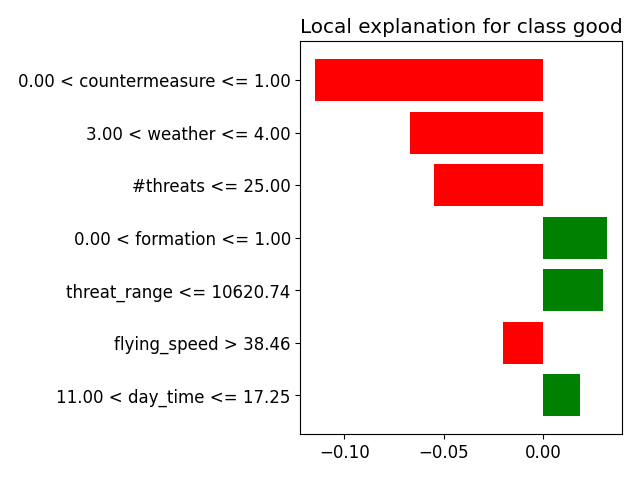 Local explanation for class good
0.00 < countermeasure <= 1.00
3.00 < weather <= 4.00
#threats <= 25.00
0.00 < formation <= 1.00
threat_range <= 10620.74
flying_speed > 38.46
11.00 < day_time <= 17.25
−0.10 −0.05 0.00